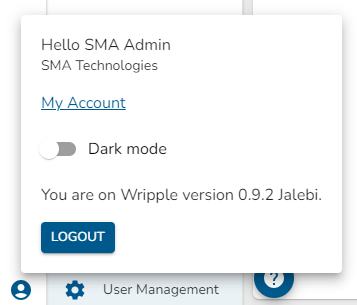 Hello SMA Admin
SMA Technologies
My Account
Dark mode
You are on Wripple version 0.9.2 Jalebi.
LOGOUT
?
User Management